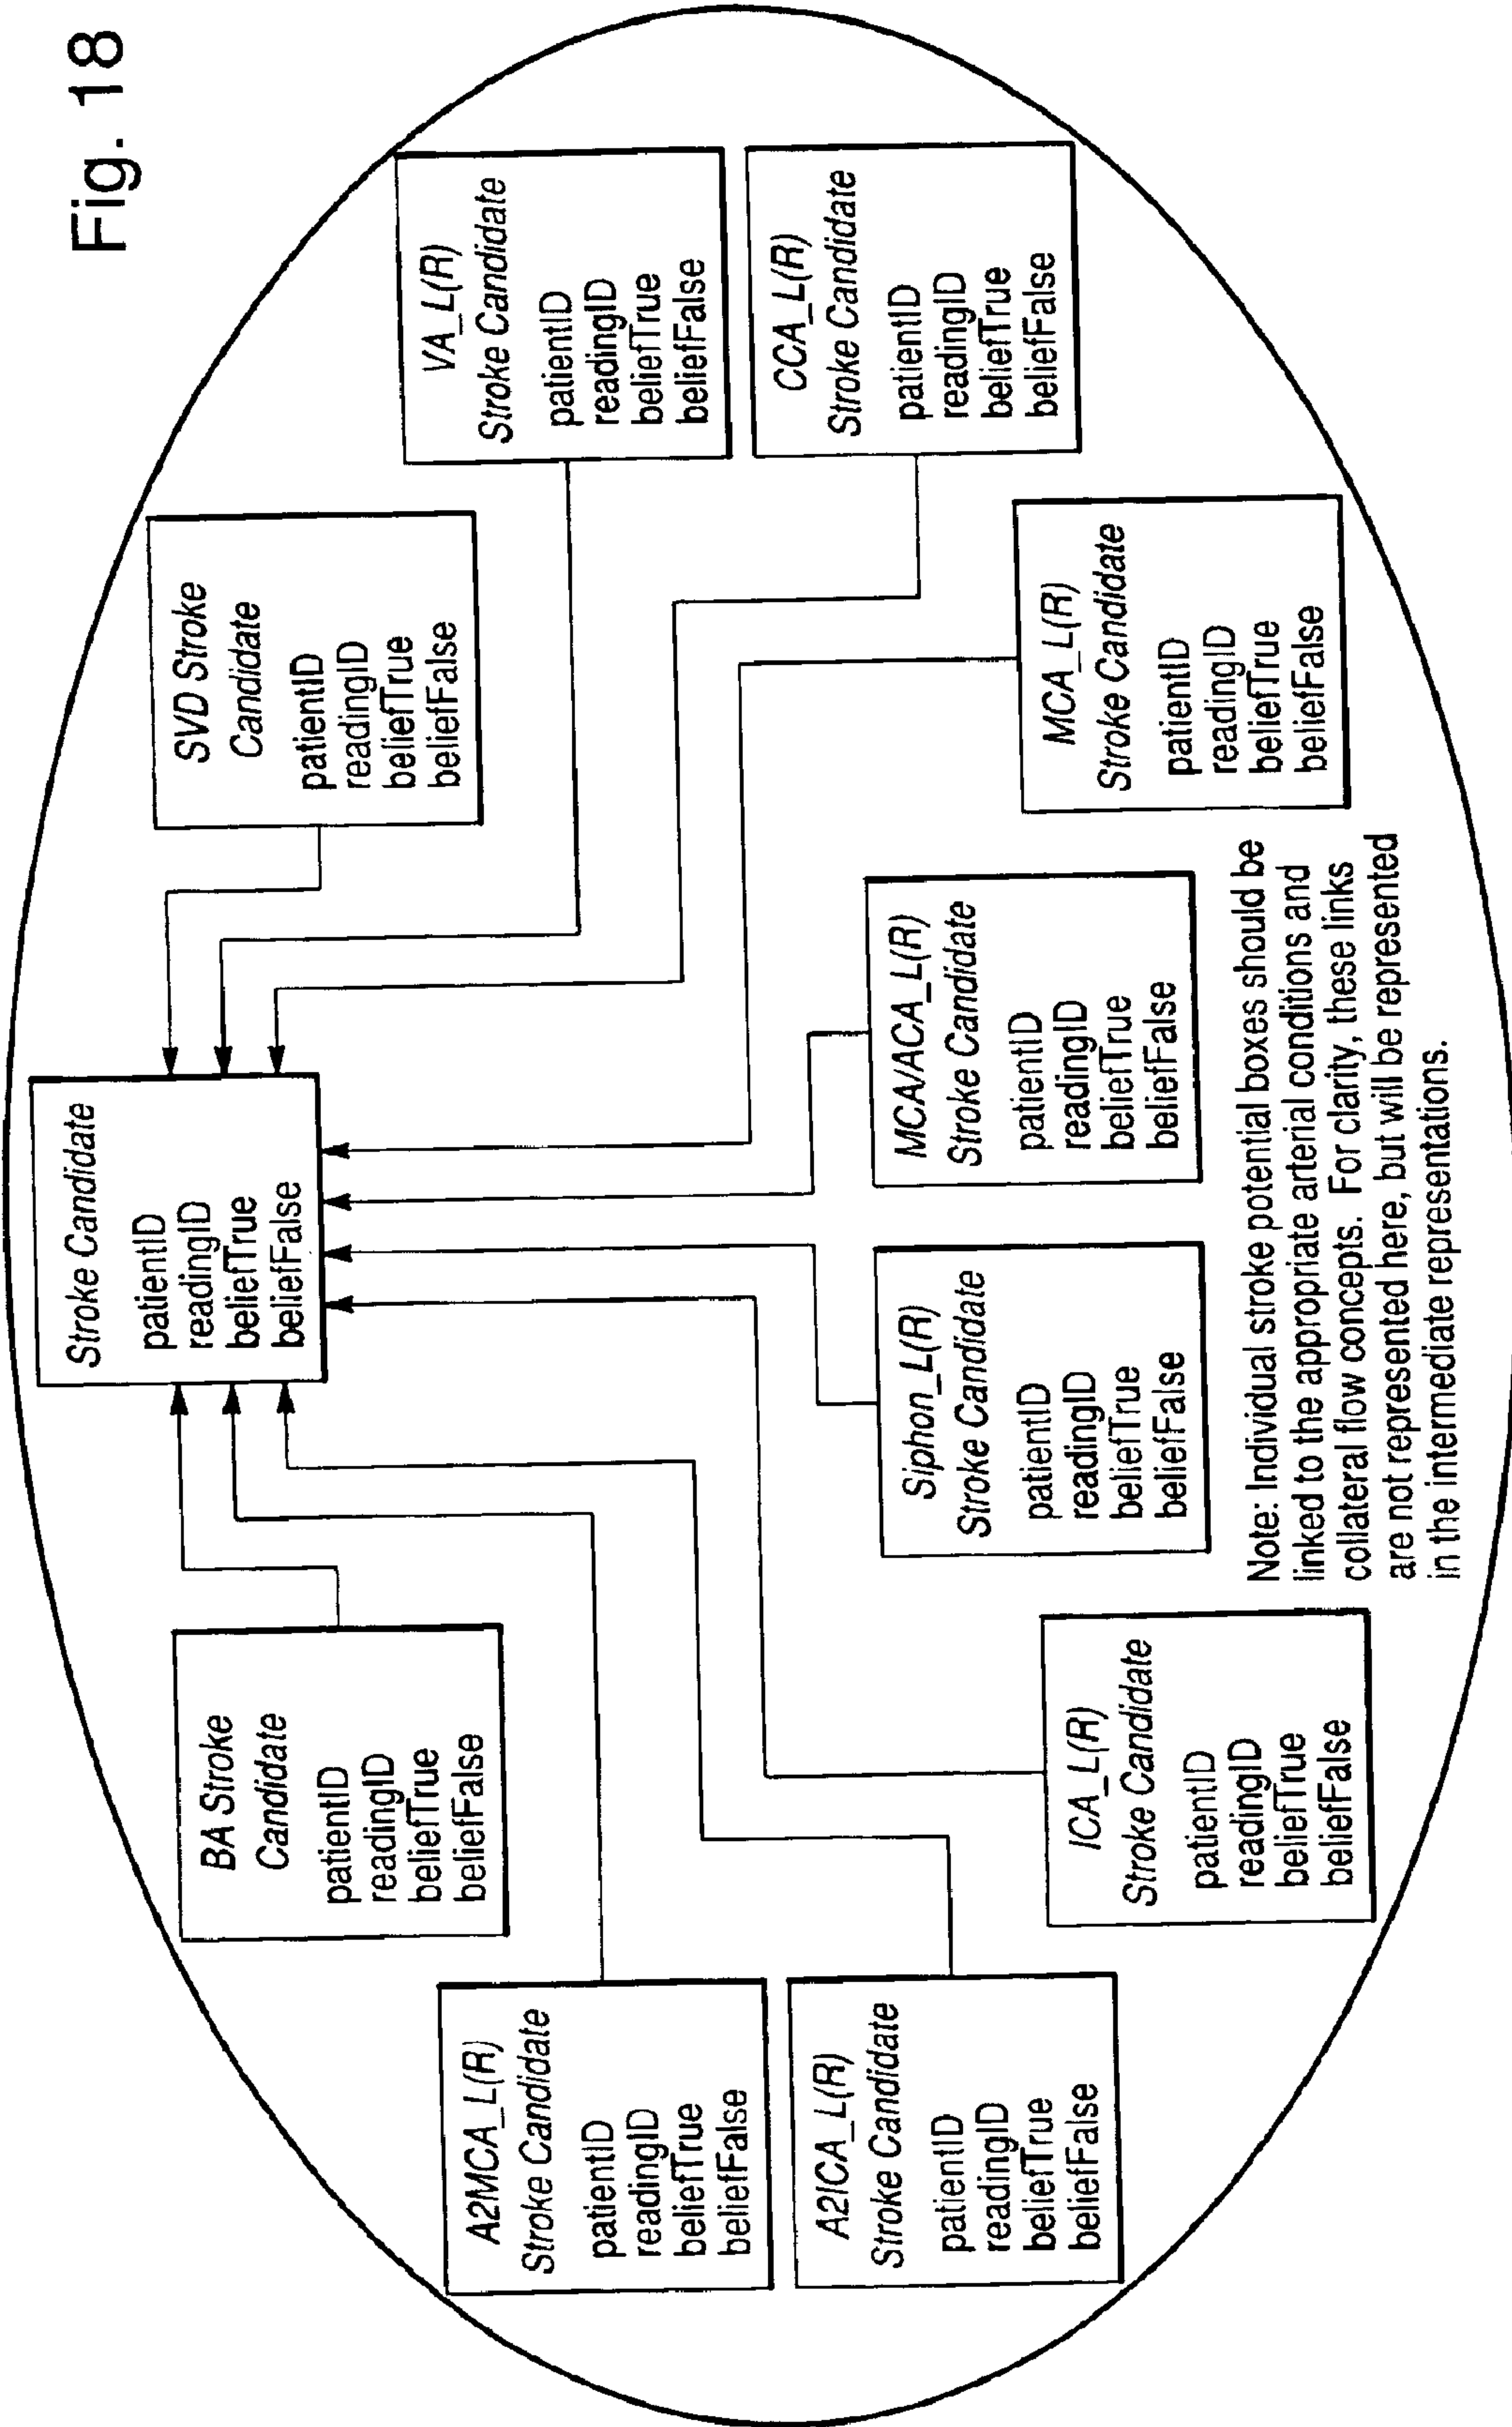 Fig. 18
Stroke Candidate
patientID
readingID
beliefTrue
beliefFalse
BA Stroke
Candidate
patientID
readingID
beliefTrue
beliefFalse
SVD Stroke
Candidate
patientID
readingID
beliefTrue
beliefFalse
A2MCA_L(R)
Stroke Candidate
patientID
readingID
beliefTrue
beliefFalse
VA_L(R)
Stroke Candidate
patientID
readingID
beliefTrue
beliefFalse
A2ICA_L(R)
Stroke Candidate
patientID
readingID
beliefTrue
beliefFalse
CCA_L(R)
Stroke Candidate
patientID
readingID
beliefTrue
beliefFalse
ICA_L(R)
Stroke Candidate
patientID
readingID
beliefTrue
beliefFalse
Siphon_L(R)
Stroke Candidate
patientID
readingID
beliefTrue
beliefFalse
MCA/ACA_L(R)
Stroke Candidate
patientID
readingID
beliefTrue
beliefFalse
MCA_L(R)
Stroke Candidate
patientID
readingID
beliefTrue
beliefFalse
Note: Individual stroke potential boxes should be
linked to the appropriate arterial conditions and
collateral flow concepts. For clarity, these links
are not represented here, but will be represented
in the intermediate representations.